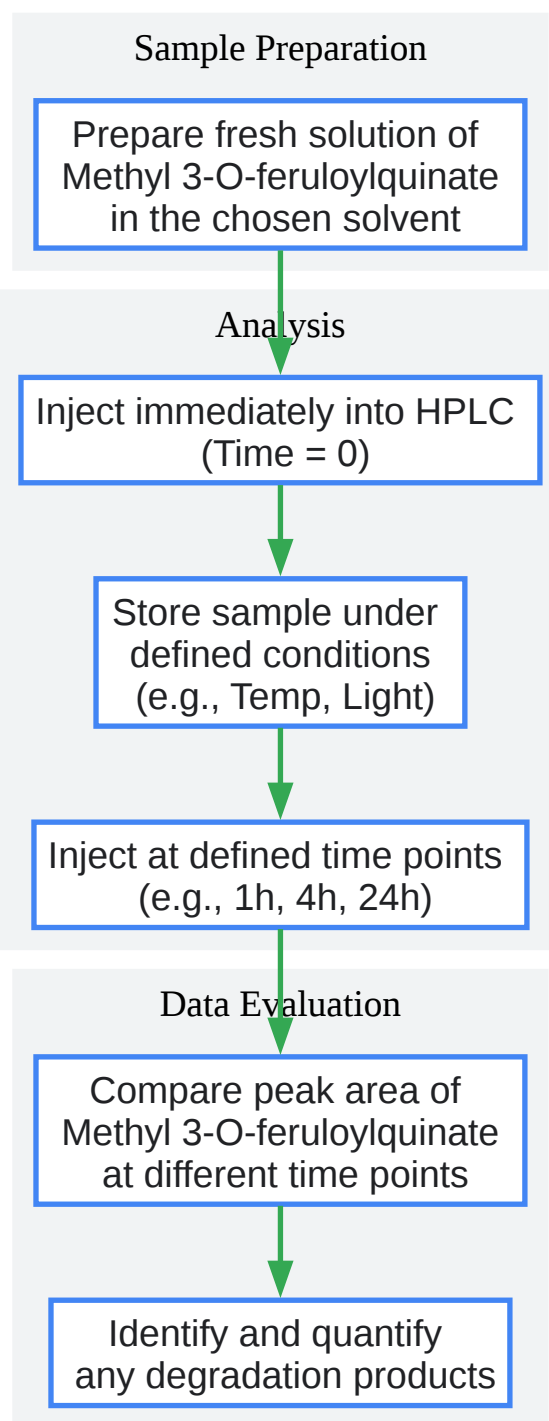 Sample Preparation
Prepare fresh solution of
Methyl 3-O-feruloylquinate
in the chosen solvent
Analysis
Inject immediately into HPLC
(Time = 0)
Store sample under
defined conditions
(e.g., Temp, Light)
Inject at defined time points
(e.g., 1h, 4h, 24h)
Data Evaluation
Compare peak area of
Methyl 3-O-feruloylquinate
at different time points
Identify and quantify
any degradation products